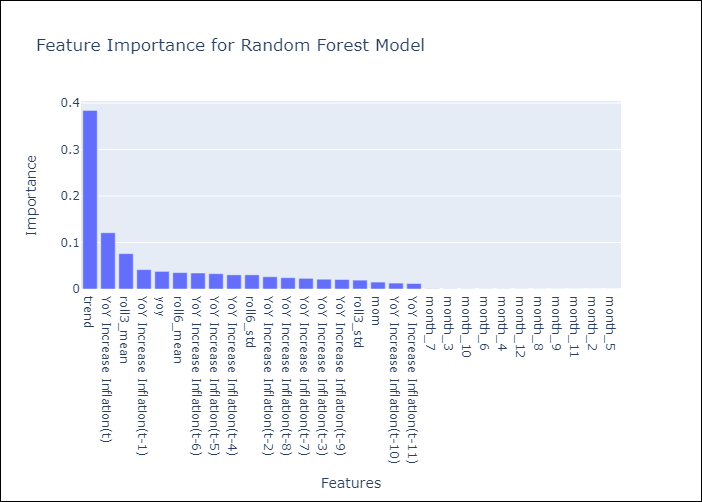 Feature Importance for Random Forest Model
Importance
0.4
0.3
0.2
0.1
0
trend
YoY Increase Inflation(t)
roll3_mean
YoY Increase Inflation(t-1)
yoy
roll6_mean
YoY Increase Inflation(t-6)
YoY Increase Inflation(t-5)
YoY Increase Inflation(t-4)
roll6_std
YoY Increase Inflation(t-2)
YoY Increase Inflation(t-8)
YoY Increase Inflation(t-7)
YoY Increase Inflation(t-3)
YoY Increase Inflation(t-9)
roll3_std
mom
YoY Increase Inflation(t-10)
YoY Increase Inflation(t-11)
month_7
month_3
month_10
month_6
month_4
month_12
month_8
month_9
month_11
month_2
month_5
Features